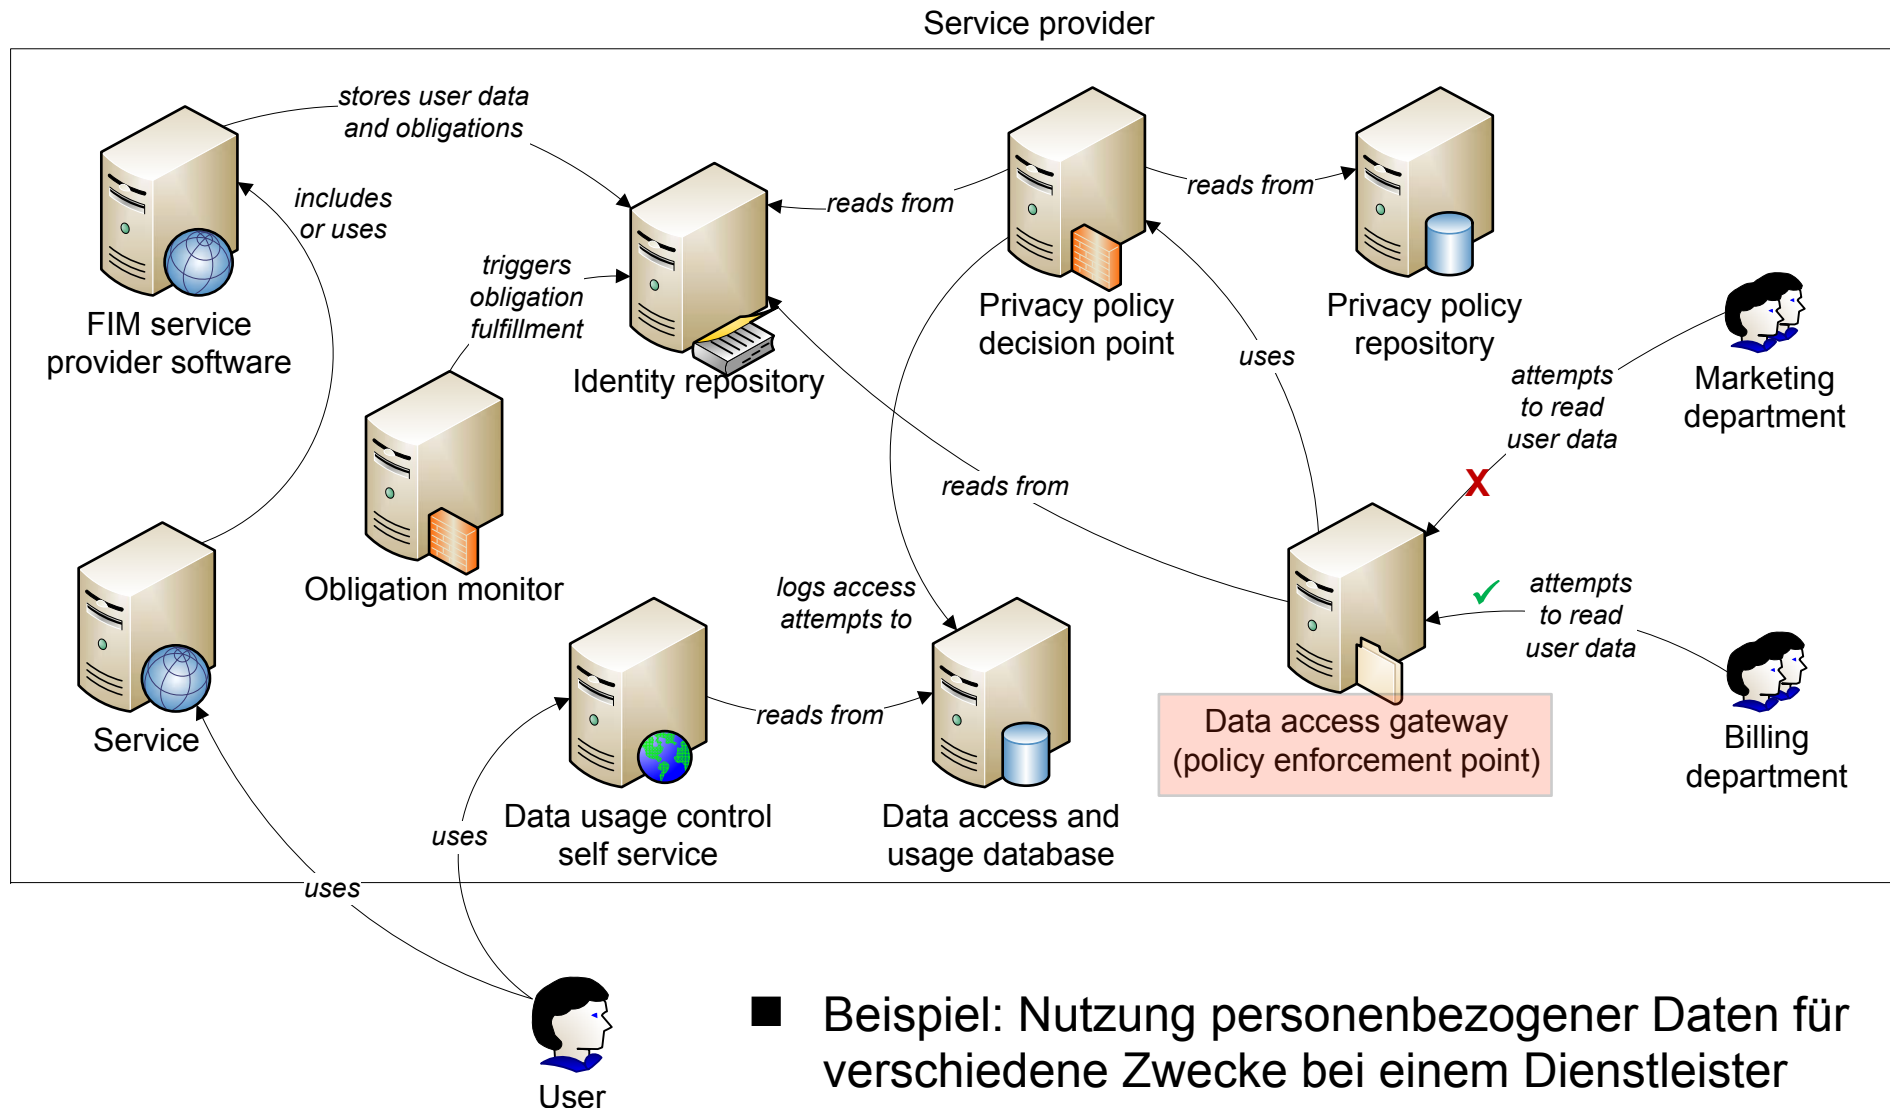 Service provider
stores user data
and obligations
includes
or uses
FIM service
provider software
triggers
obligation
fulfillment
Identity repository
reads from
Privacy policy
decision point
reads from
Privacy policy
repository
uses
attempts
to read
user data
X
Marketing
department
Obligation monitor
reads from
logs access
attempts to
✓
attempts
to read
user data
Billing
department
Service
reads from
Data access gateway
(policy enforcement point)
Data usage control
self service
Data access and
usage database
uses
uses
User
■ Beispiel: Nutzung personenbezogener Daten für
verschiedene Zwecke bei einem Dienstleister